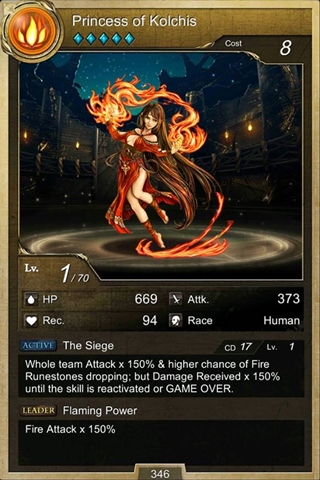 Princess of Kolchis
Cost 8
Lv. 1/70
HP 669 Attk. 373
Rec. 94 Race Human
ACTIVE The Siege CD 17 Lv. 1
Whole team Attack x 150% & higher chance of Fire
Runestones dropping; but Damage Received x 150%
until the skill is reactivated or GAME OVER.
LEADER Flaming Power
Fire Attack x 150%
346